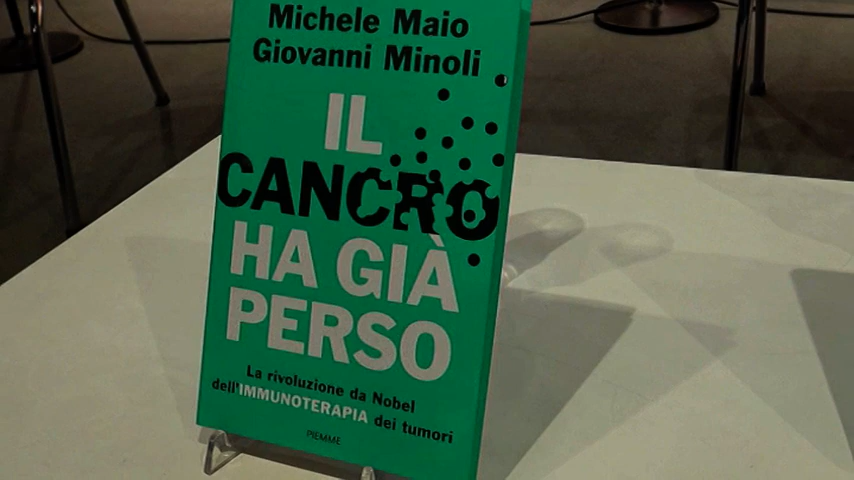 Michele Maio
Giovanni Minoli
IL
CANCRO
HA GIÀ
PERSO
La rivoluzione da Nobel
dell'IMMUNOTERAPIA dei tumori
PIEMME